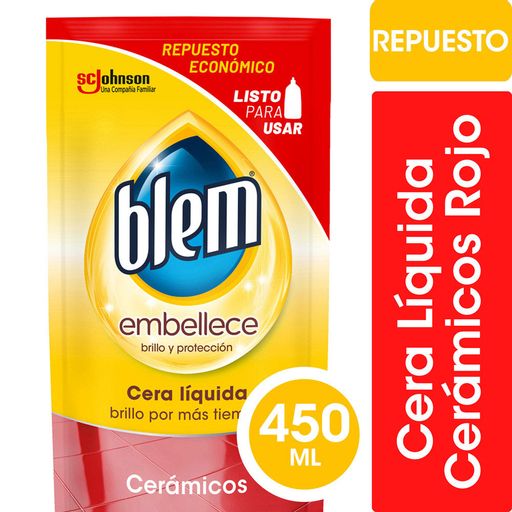 REPUESTO
ECONÓMICO
SCJohnson
Una Compañía Familiar
LISTO
PARA
USAR
blem
embellece
brillo y protección
Cera líquida
brillo por más
Cerámicos
450
ML
REPUESTO
Cera Líquida
Cerámicos Rojo